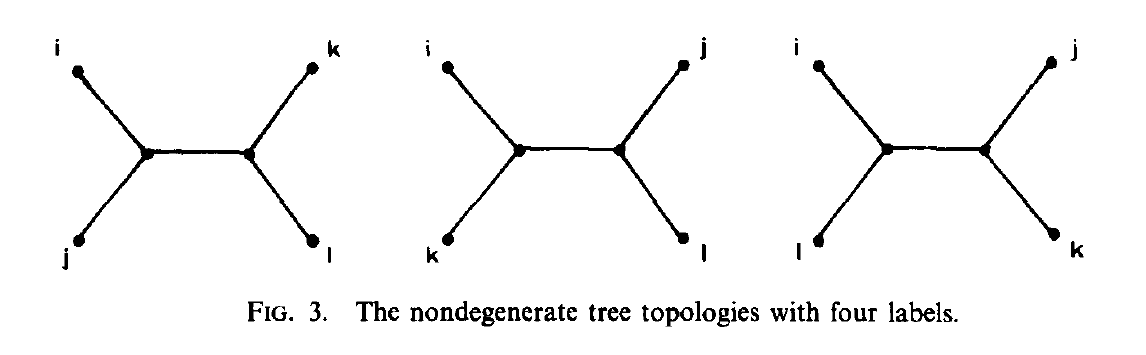 i k i j i j
j l k l l k
FIG. 3. The nondegenerate tree topologies with four labels.